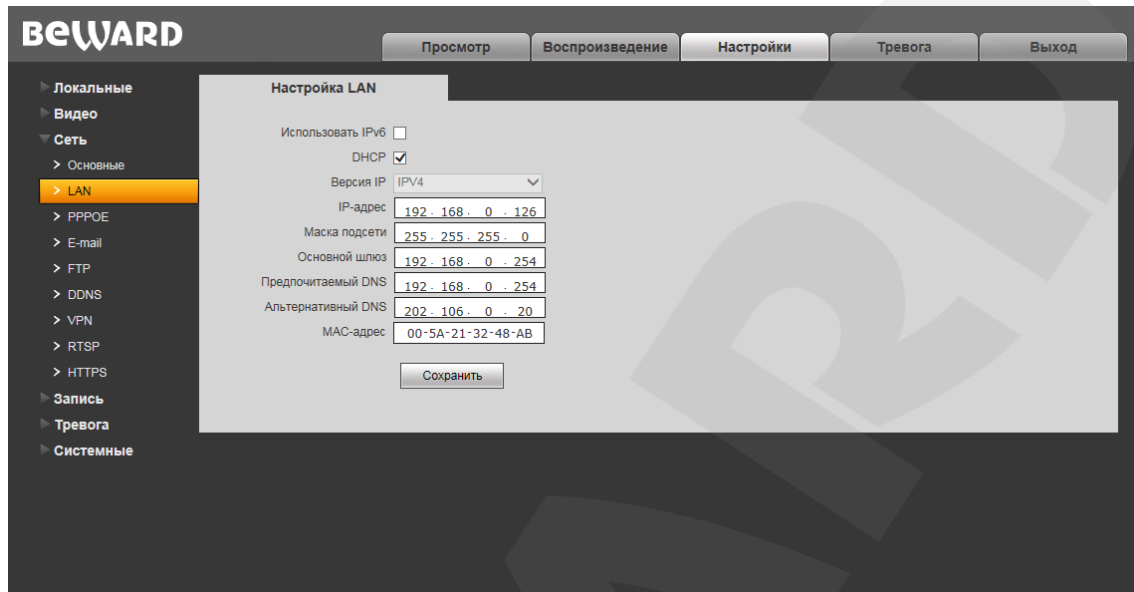 BEWARD
Просмотр Воспроизведение Настройки Тревога Выход
Локальные
Видео
Сеть
Основные
LAN
PPPOE
E-mail
FTP
DDNS
VPN
RTSP
HTTPS
Запись
Тревога
Системные
Настройка LAN
Использовать IPv6
DHCP
Версия IP IPV4
IP-адрес 192 . 168 . 0 . 126
Маска подсети 255 . 255 . 255 . 0
Основной шлюз 192 . 168 . 0 . 254
Предпочитаемый DNS 192 . 168 . 0 . 254
Альтернативный DNS 202 . 106 . 0 . 20
MAC-адрес 00-5A-21-32-48-AB
Сохранить